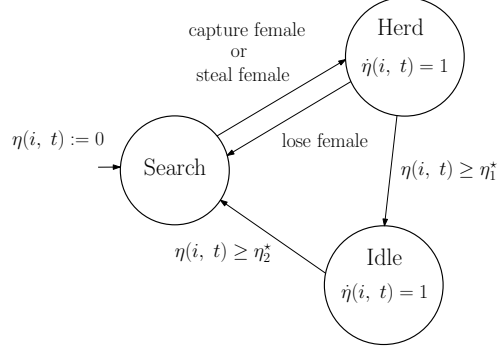 capture female
or
steal female
Herd
η̇(i, t) = 1
lose female
η(i, t) := 0
Search
η(i, t) ≥ η₁⋆
η(i, t) ≥ η₂⋆
Idle
η̇(i, t) = 1